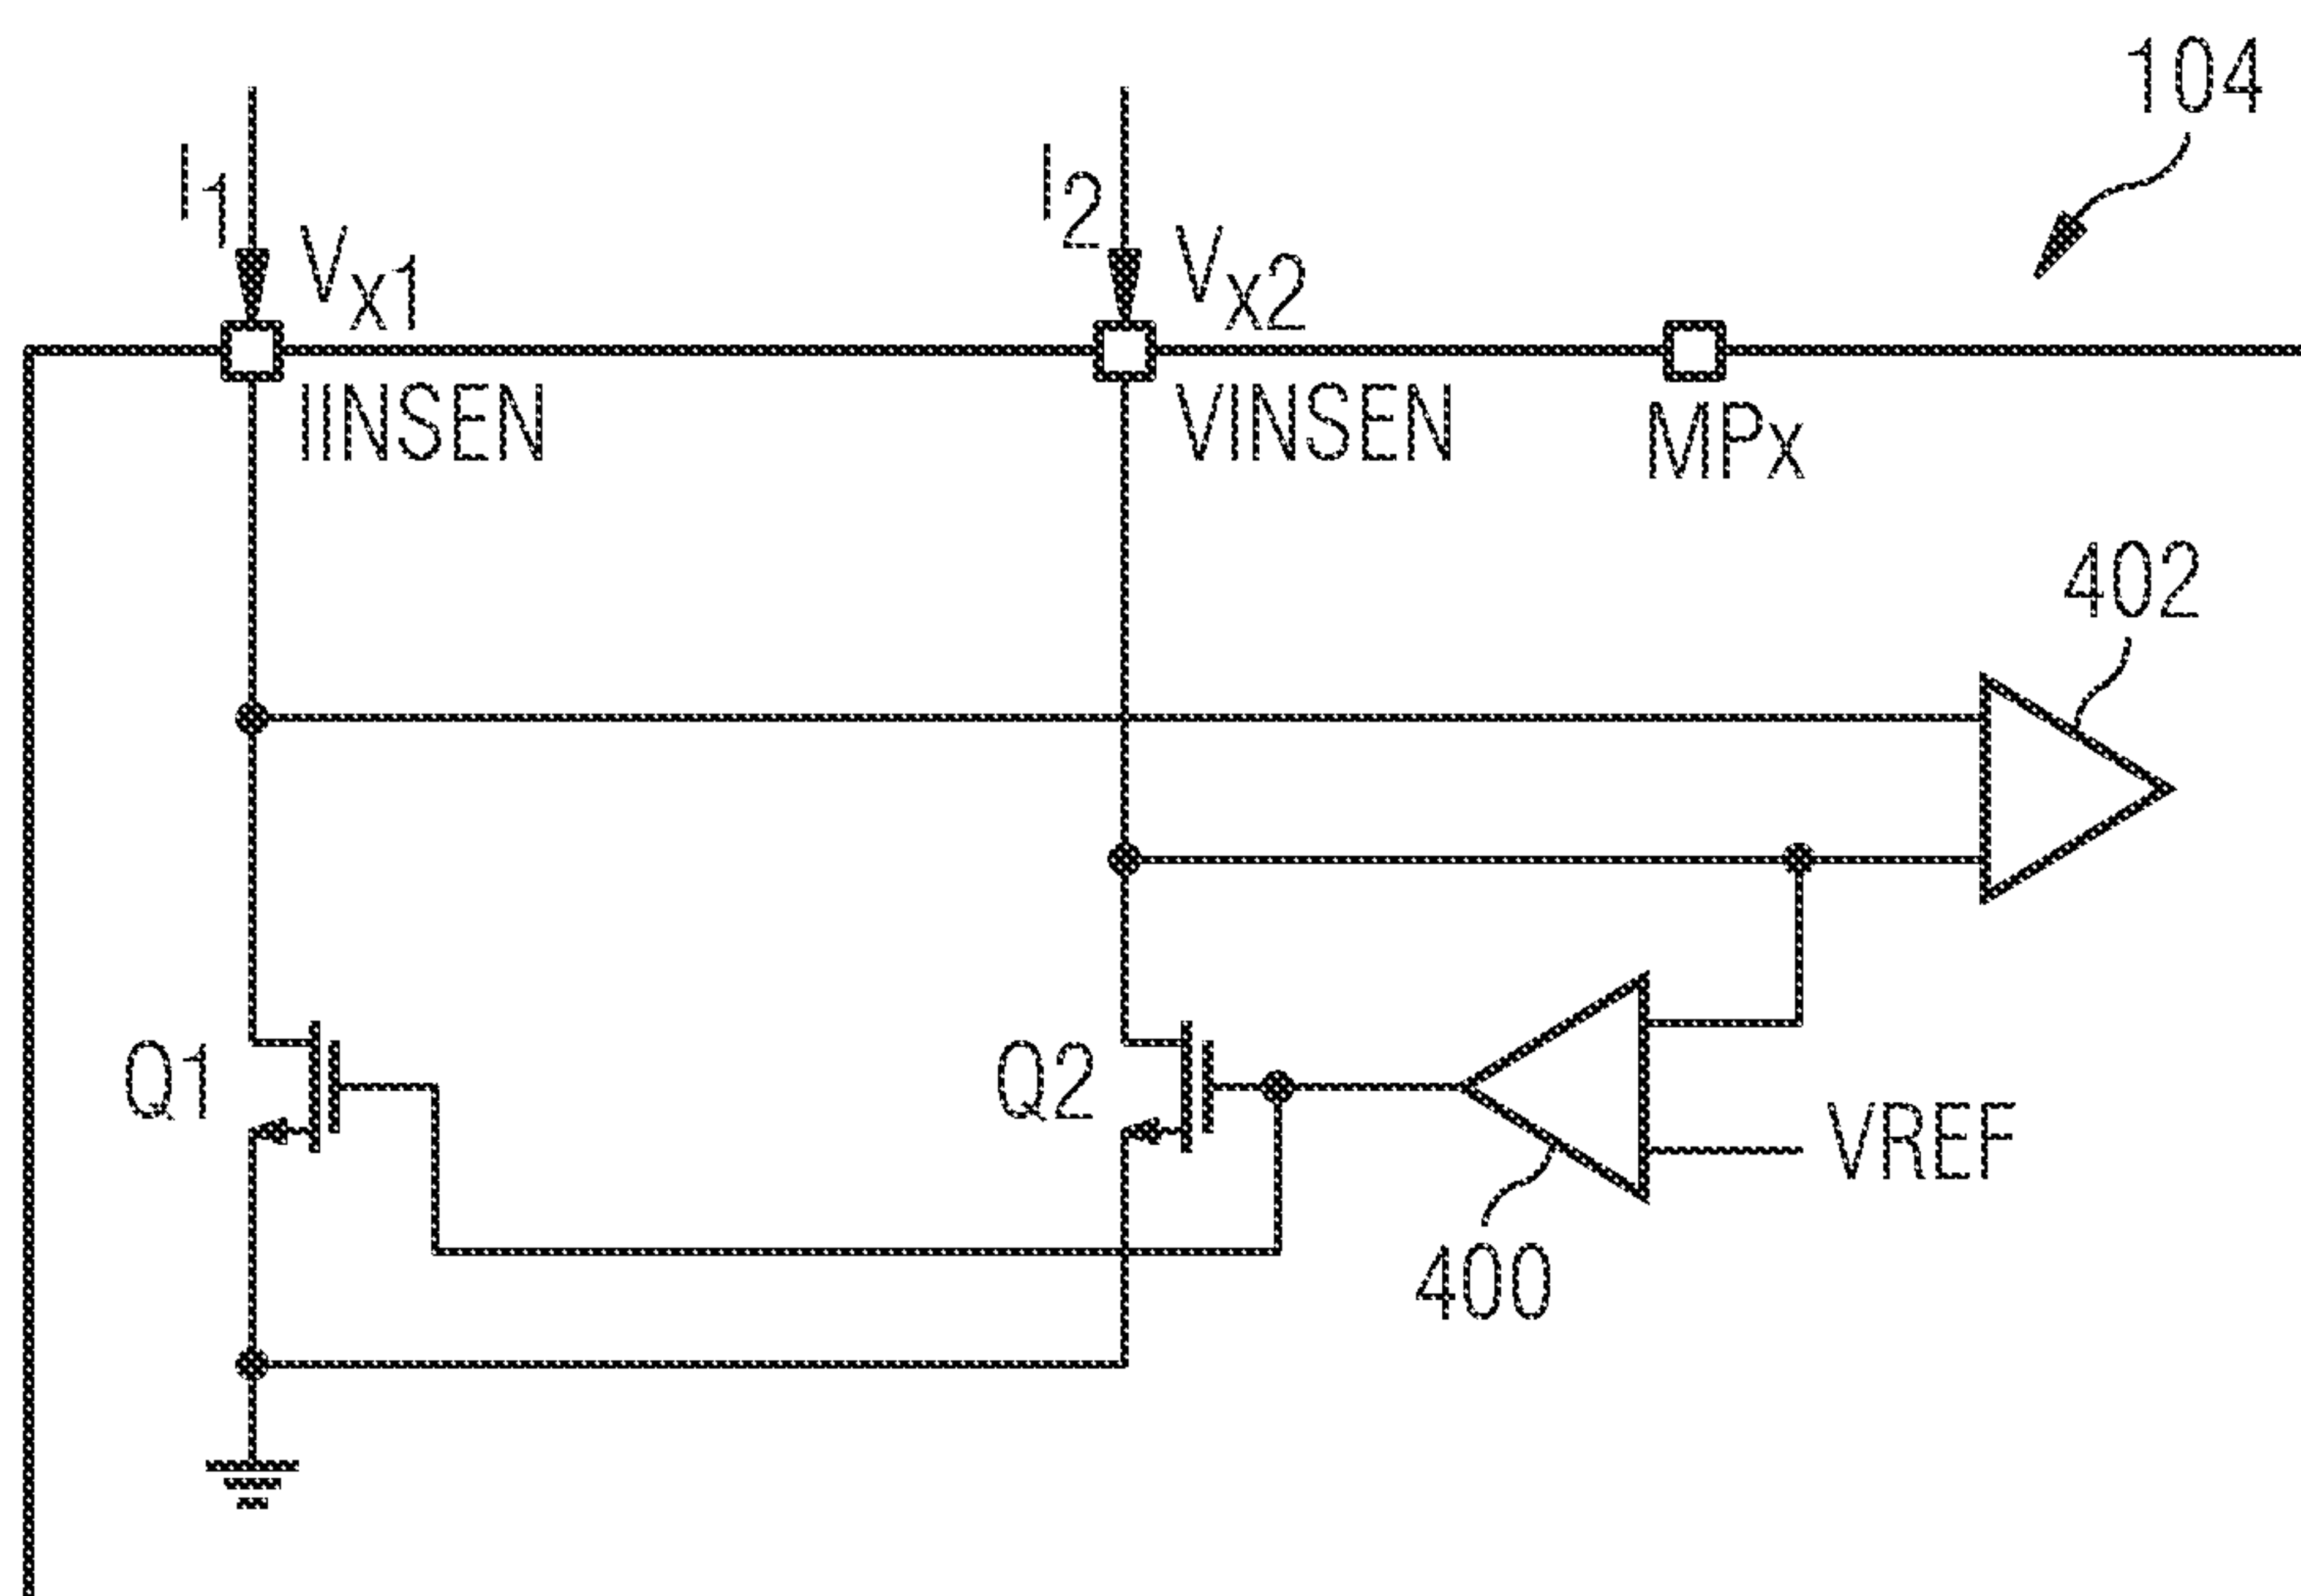 104
I1
VX1
I2
VX2
IINSEN
VINSEN
MPX
402
Q1
Q2
VREF
400